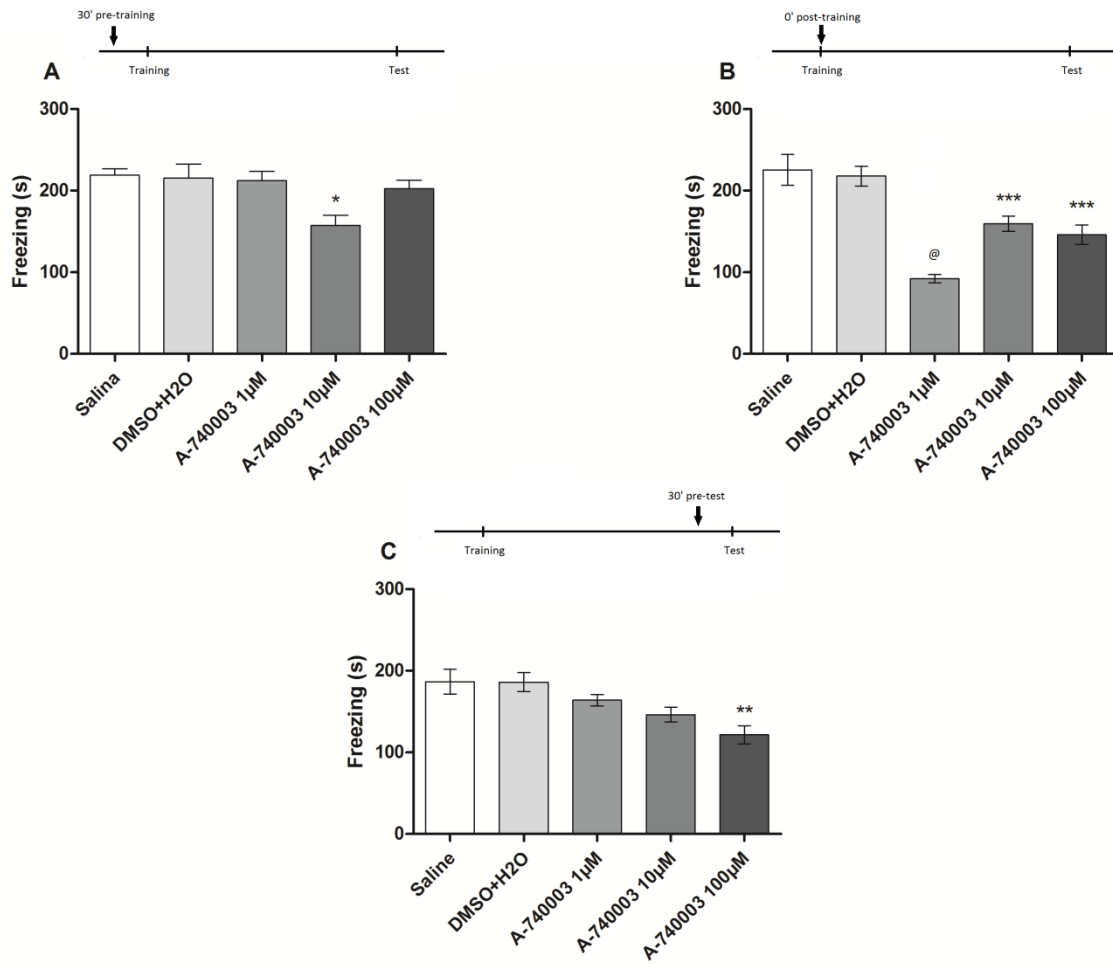 30' pre-training
Training
Test
A
300
200
100
0
Freezing (s)
*
Salina
DMSO+H2O
A-740003 1µM
A-740003 10µM
A-740003 100µM
0' post-training
Training
Test
B
300
200
100
0
Freezing (s)
@
***
***
Saline
DMSO+H2O
A-740003 1µM
A-740003 10µM
A-740003 100µM
30' pre-test
Training
Test
C
300
200
100
0
Freezing (s)
**
Saline
DMSO+H2O
A-740003 1µM
A-740003 10µM
A-740003 100µM